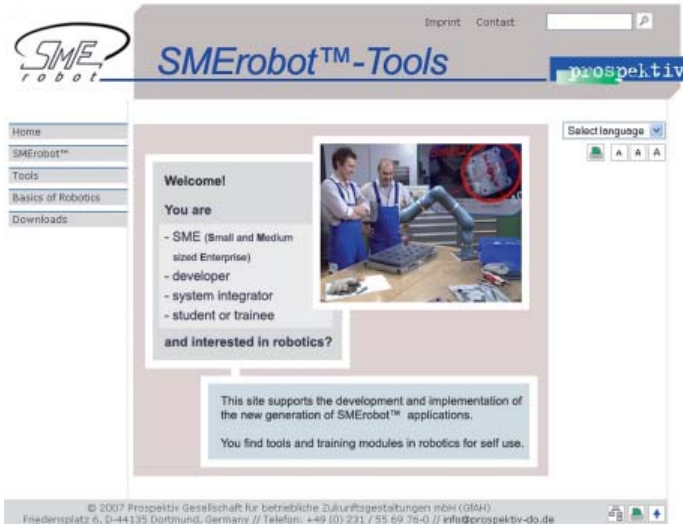 Imprint Contact
SME
robot
SMErobot™-Tools
prospektiv
Home
SMErobot™
Tools
Basics of Robotics
Downloads
Select language
A A A
Welcome!
You are
- SME (Small and Medium
sized Enterprise)
- developer
- system integrator
- student or trainee
and interested in robotics?
This site supports the development and implementation of
the new generation of SMErobot™ applications.
You find tools and training modules in robotics for self use.
© 2007 Prospektiv Gesellschaft für betriebliche Zukunftsgestaltungen mbH (GfAH)
Friedensplatz 6, D-44135 Dortmund, Germany // Telefon: +49 (0) 231 / 55 69 76-0 // info@prospektiv-do.de